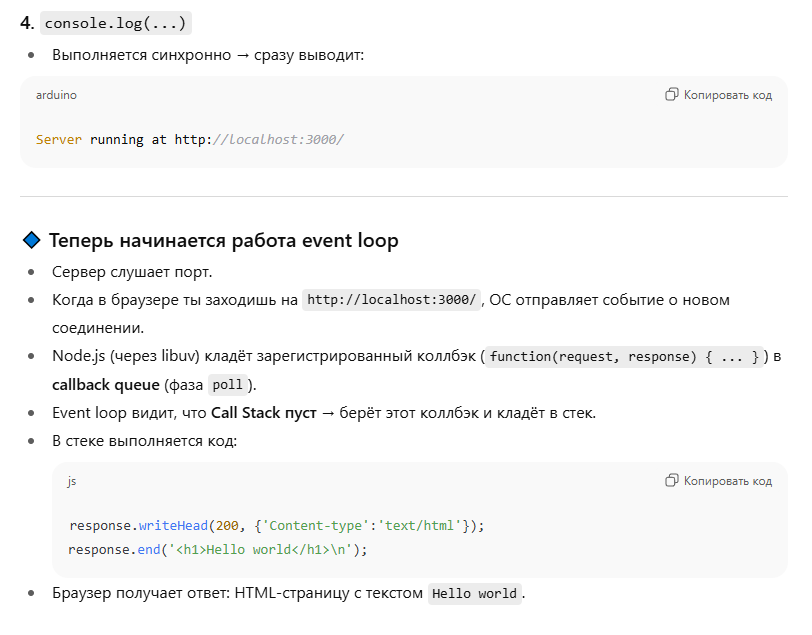 4. console.log(...)
• Выполняется синхронно → сразу выводит:
arduino
Копировать код
Server running at http://localhost:3000/
Теперь начинается работа event loop
• Сервер слушает порт.
• Когда в браузере ты заходишь на http://localhost:3000/, ОС отправляет событие о новом
соединении.
• Node.js (через libuv) кладёт зарегистрированный коллбэк (function(request, response) { ... }) в
callback queue (фаза poll).
• Event loop видит, что Call Stack пуст → берёт этот коллбэк и кладёт в стек.
• В стеке выполняется код:
js
Копировать код
response.writeHead(200, {'Content-type':'text/html'});
response.end('<h1>Hello world</h1>\n');
• Браузер получает ответ: HTML-страницу с текстом Hello world.